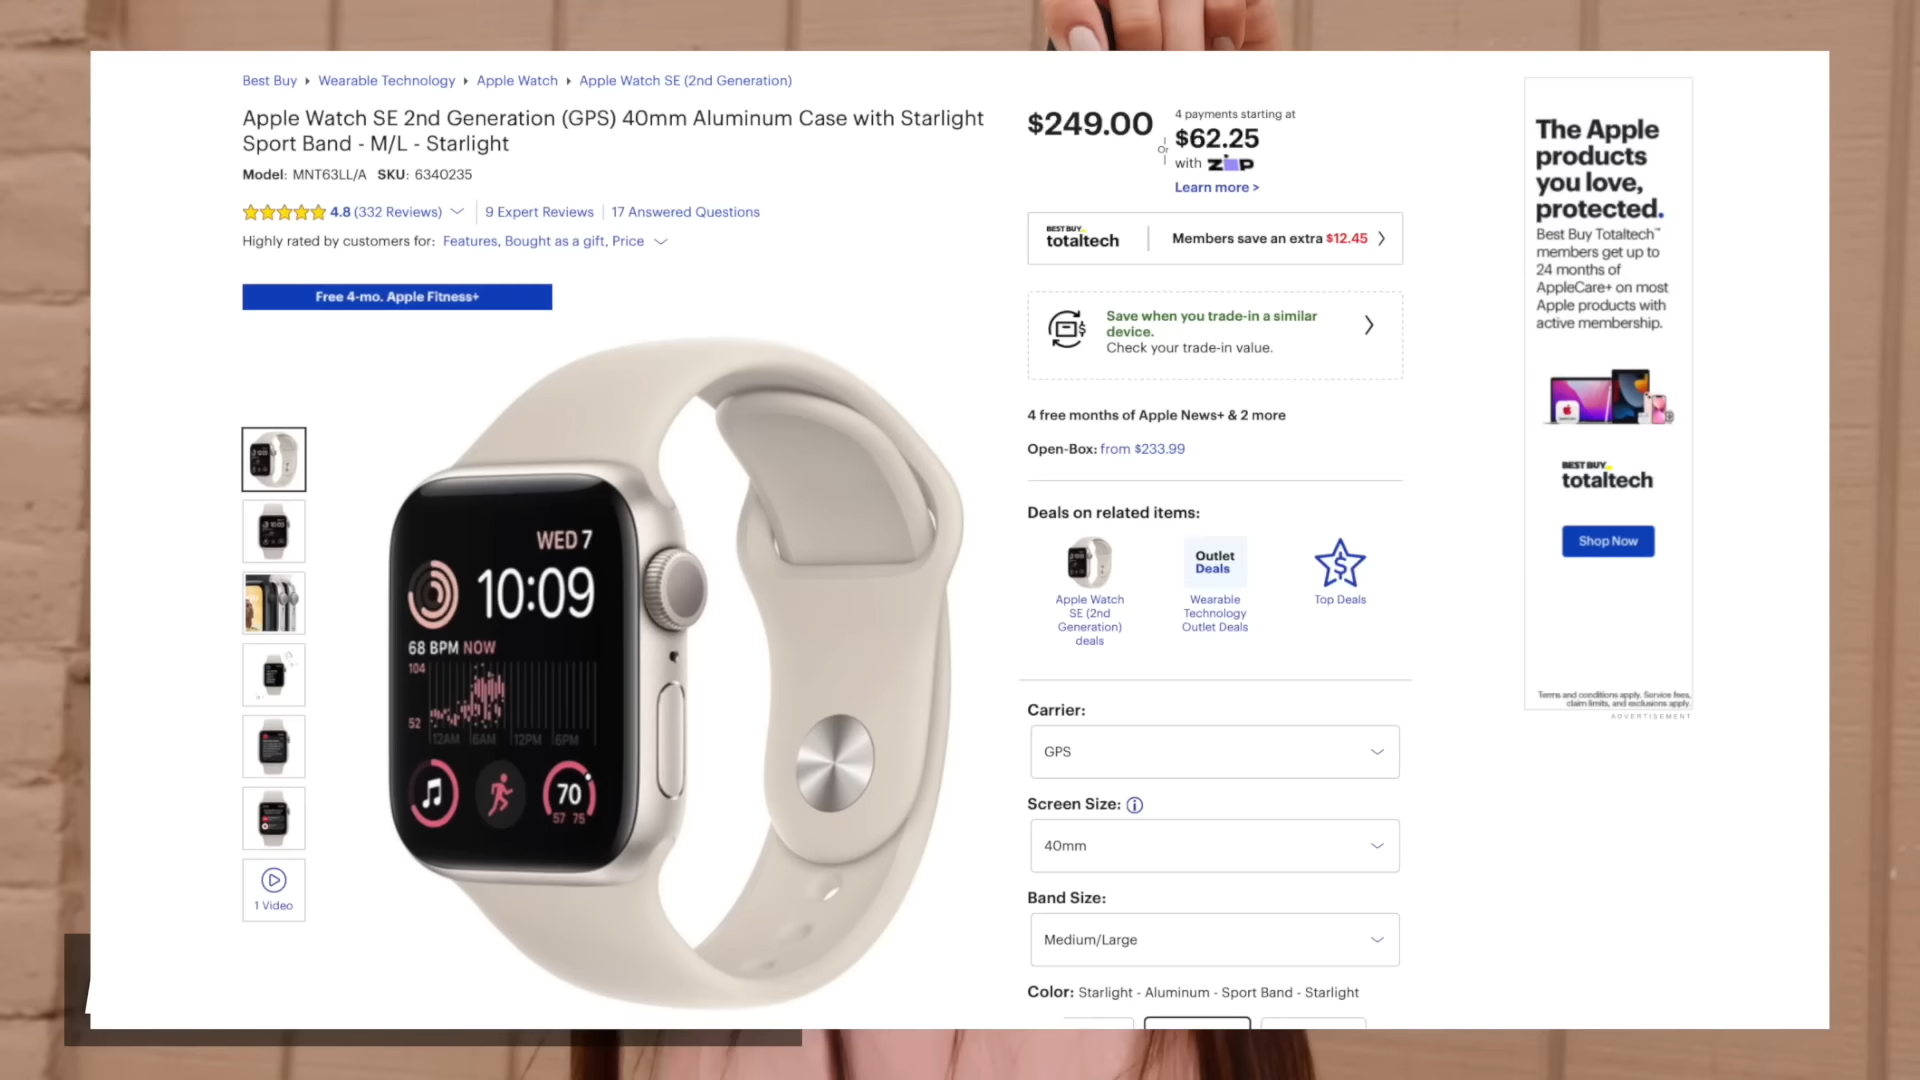 Best Buy
Wearable Technology
Apple Watch
Apple Watch SE (2nd Generation)
Apple Watch SE 2nd Generation (GPS) 40mm Aluminum Case with Starlight
Sport Band - M/L - Starlight
Model: MNT63LL/A SKU: 6340235
4.8 (332 Reviews)
9 Expert Reviews
17 Answered Questions
Highly rated by customers for: Features, Bought as a gift, Price
Free 4-mo. Apple Fitness+
1 Video
WED 7
10:09
68 BPM NOW
104
52
12AM 6AM 12PM 6PM
70
57 75
$249.00
Or
4 payments starting at
$62.25
with ZIP
Learn more >
BEST BUY
totaltech
Members save an extra $12.45
Save when you trade-in a similar
device.
Check your trade-in value.
4 free months of Apple News+ & 2 more
Open-Box: from $233.99
Deals on related items:
Apple Watch
SE (2nd
Generation)
deals
Outlet
Deals
Wearable
Technology
Outlet Deals
Top Deals
Carrier:
GPS
Screen Size:
40mm
Band Size:
Medium/Large
Color: Starlight - Aluminum - Sport Band - Starlight
The Apple
products
you love,
protected.
Best Buy Totaltech™
members get up to
24 months of
AppleCare+ on most
Apple products with
active membership.
BEST BUY
totaltech
Shop Now
Terms and conditions apply. Service fees,
claim limits, and exclusions apply.
ADVERTISEMENT